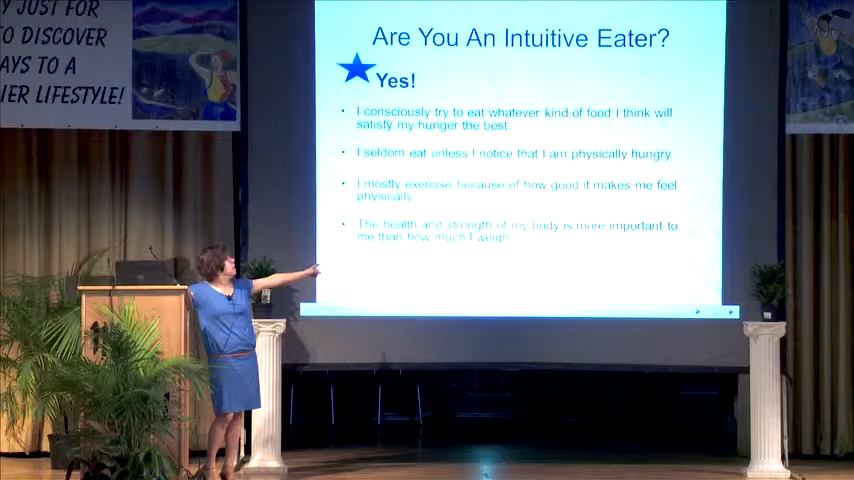 Y JUST FOR
TO DISCOVER
AYS TO A
IER LIFESTYLE!
Are You An Intuitive Eater?
Yes!
• I consciously try to eat whatever kind of food I think will
satisfy my hunger the best.
• I seldom eat unless I notice that I am physically hungry
• I mostly exercise because of how good it makes me feel
physically
• The health and strength of my body is more important to
me than how much I weigh